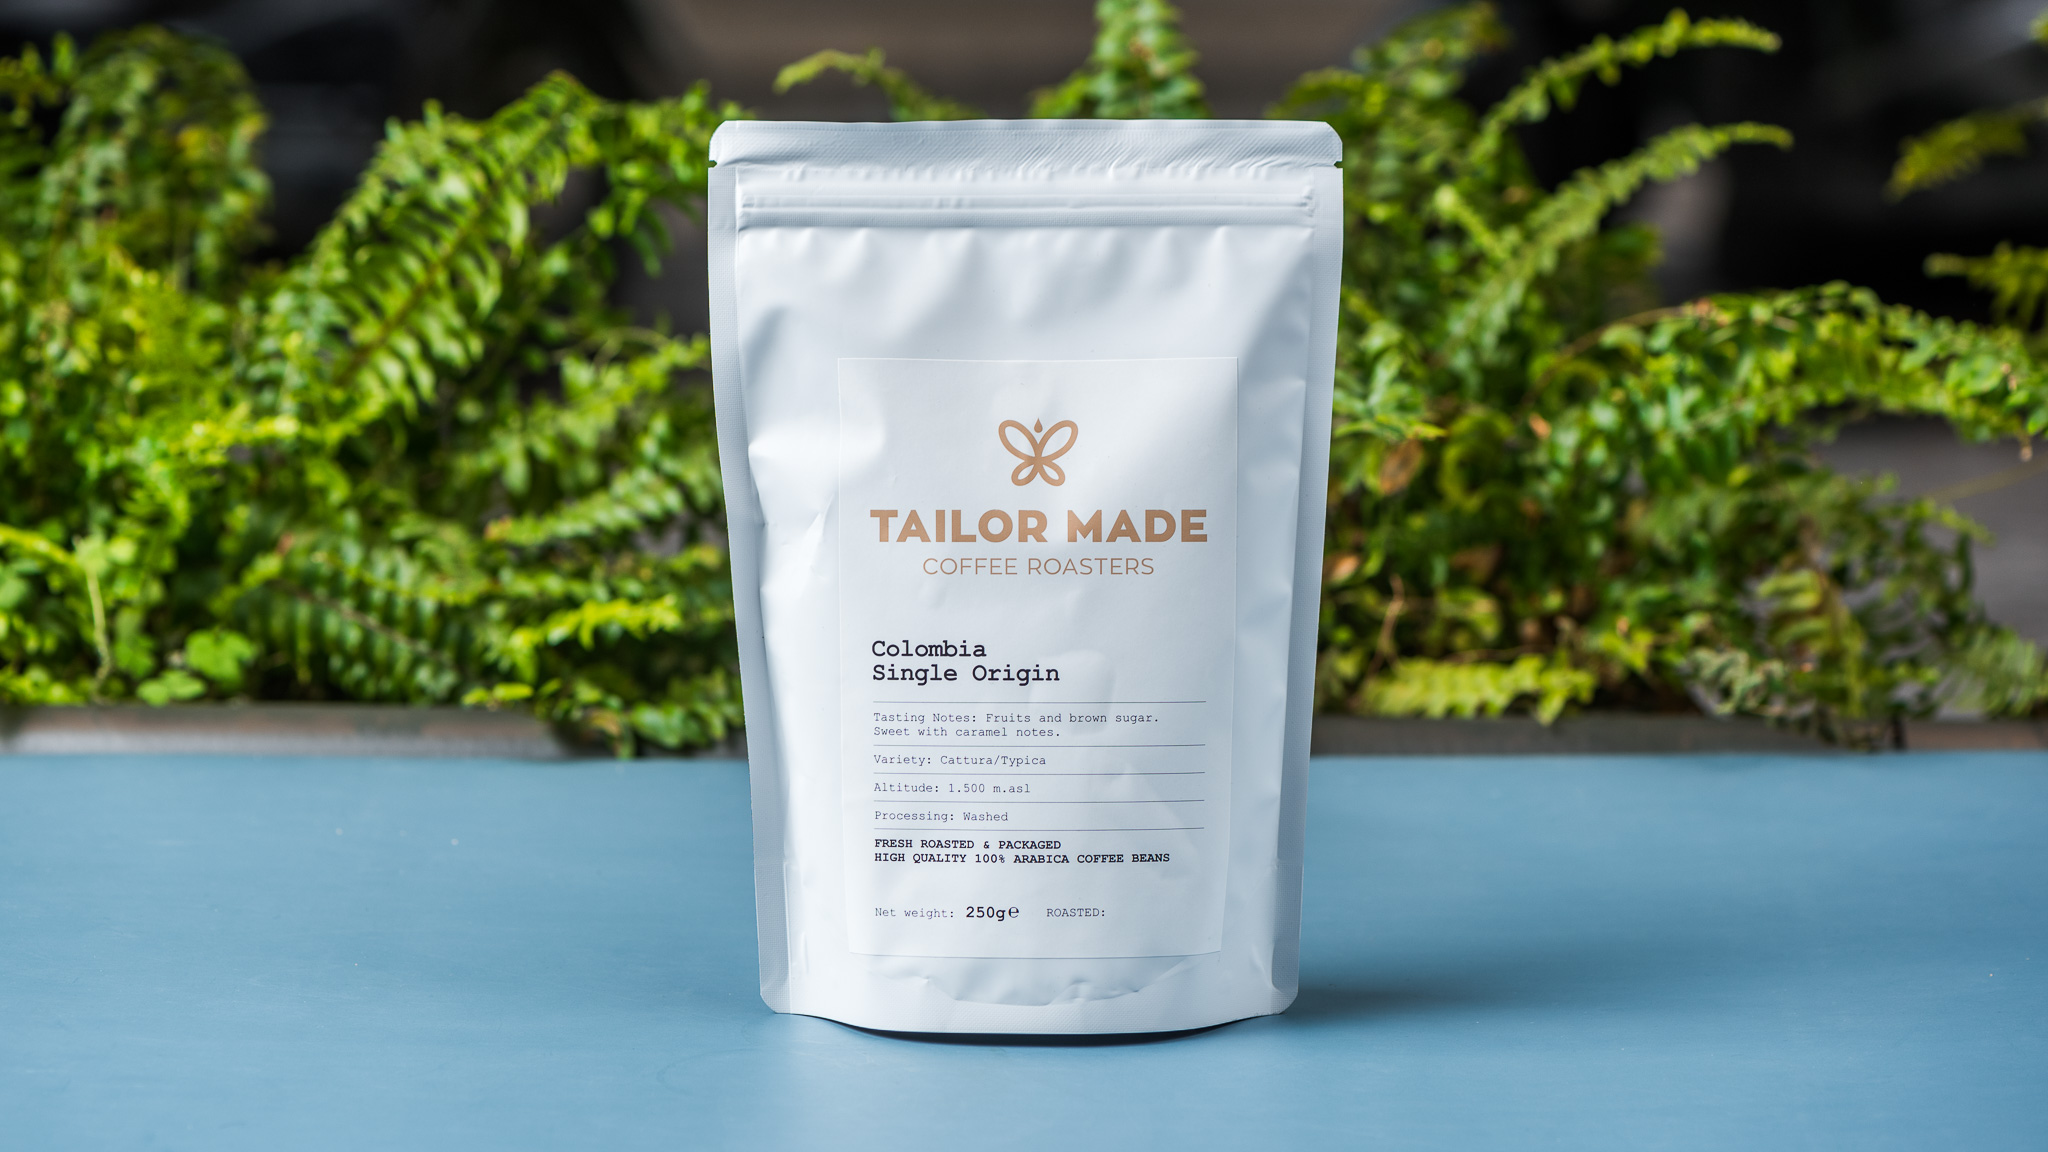 TAILOR MADE
COFFEE ROASTERS
Colombia
Single Origin
Tasting Notes: Fruits and brown sugar.
Sweet with caramel notes.
Variety: Cattura/Typica
Altitude: 1.500 m.asl
Processing: Washed
FRESH ROASTED & PACKAGED
HIGH QUALITY 100% ARABICA COFFEE BEANS
Net weight: 250g℮ ROASTED: